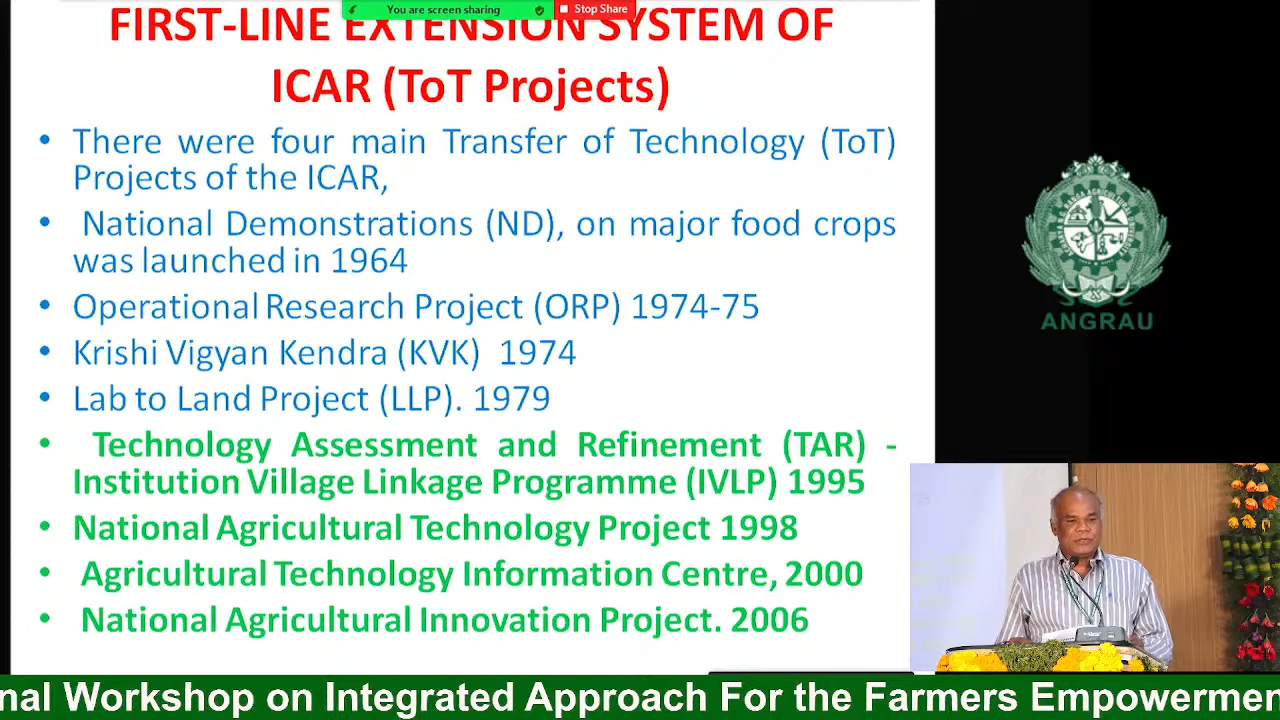 You are screen sharing
Stop Share
FIRST-LINE EXTENSION SYSTEM OF
ICAR (ToT Projects)
• There were four main Transfer of Technology (ToT)
Projects of the ICAR,
• National Demonstrations (ND), on major food crops
was launched in 1964
• Operational Research Project (ORP) 1974-75
• Krishi Vigyan Kendra (KVK) 1974
• Lab to Land Project (LLP). 1979
• Technology Assessment and Refinement (TAR) -
Institution Village Linkage Programme (IVLP) 1995
• National Agricultural Technology Project 1998
• Agricultural Technology Information Centre, 2000
• National Agricultural Innovation Project. 2006
ANGRAU
nal Workshop on Integrated Approach For the Farmers Empowermen